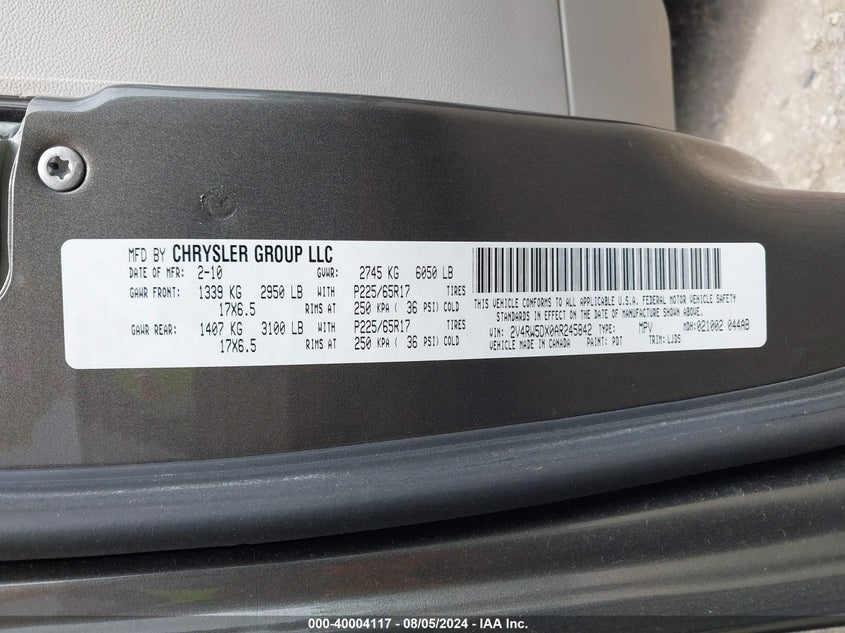 MFD BY CHRYSLER GROUP LLC
DATE OF MFR: 2-10 GVWR: 2745 KG 6050 LB
GAWR FRONT: 1339 KG 2950 LB WITH P225/65R17 TIRES
17X6.5 RIMS AT 250 KPA ( 36 PSI) COLD
GAWR REAR: 1407 KG 3100 LB WITH P225/65R17 TIRES
17X6.5 RIMS AT 250 KPA ( 36 PSI) COLD
THIS VEHICLE CONFORMS TO ALL APPLICABLE U.S.A. FEDERAL MOTOR VEHICLE SAFETY
STANDARDS IN EFFECT ON THE DATE OF MANUFACTURE SHOWN ABOVE.
VIN: 2V4RW5DX0AR245842 TYPE: MPV MDH: 021002 044AB
VEHICLE MADE IN CANADA PAINT: PDT TRIM: LJDS
000-40004117 - 08/05/2024 - IAA Inc.